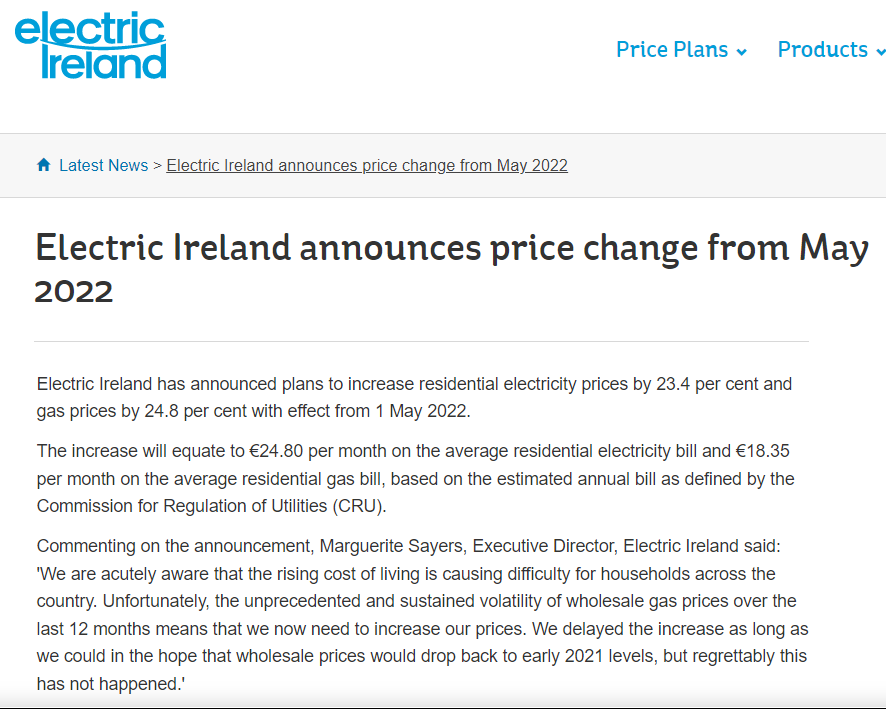 electric
Ireland
Price Plans
Products
Latest News > Electric Ireland announces price change from May 2022
Electric Ireland announces price change from May
2022
Electric Ireland has announced plans to increase residential electricity prices by 23.4 per cent and
gas prices by 24.8 per cent with effect from 1 May 2022.
The increase will equate to €24.80 per month on the average residential electricity bill and €18.35
per month on the average residential gas bill, based on the estimated annual bill as defined by the
Commission for Regulation of Utilities (CRU).
Commenting on the announcement, Marguerite Sayers, Executive Director, Electric Ireland said:
'We are acutely aware that the rising cost of living is causing difficulty for households across the
country. Unfortunately, the unprecedented and sustained volatility of wholesale gas prices over the
last 12 months means that we now need to increase our prices. We delayed the increase as long as
we could in the hope that wholesale prices would drop back to early 2021 levels, but regrettably this
has not happened.'